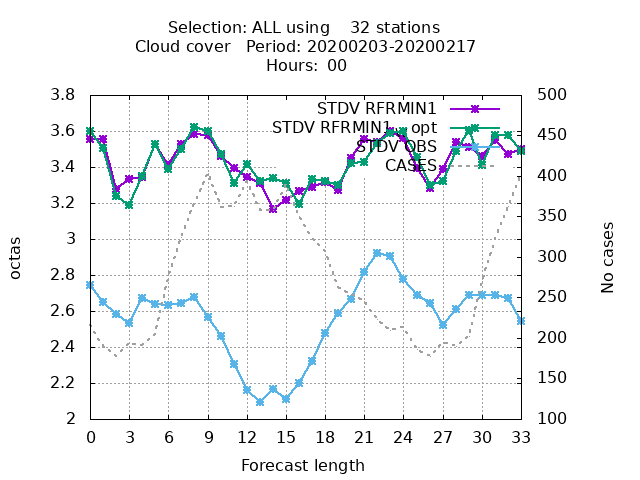 Selection: ALL using    32 stations
Cloud cover   Period: 20200203-20200217
Hours:  00
STDV RFRMIN1
STDV RFRMIN1_opt
STDV OBS
CASES
octas
No cases
3.8
3.6
3.4
3.2
3
2.8
2.6
2.4
2.2
2
500
450
400
350
300
250
200
150
100
0 3 6 9 12 15 18 21 24 27 30 33
Forecast length